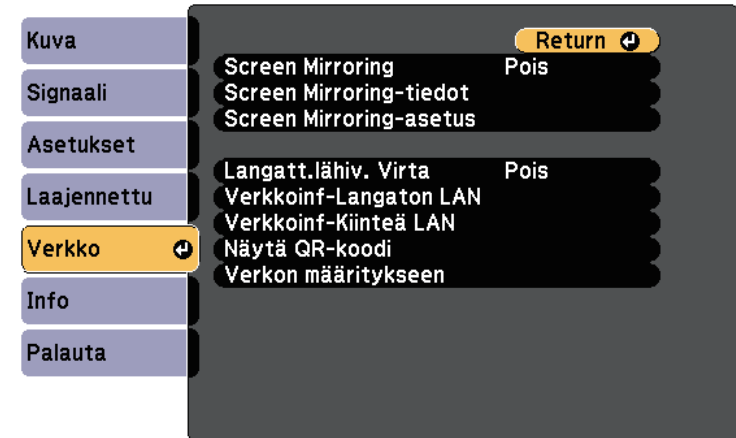 Kuva
Signaali
Asetukset
Laajennettu
Verkko
Info
Palauta
Return
Screen Mirroring Pois
Screen Mirroring-tiedot
Screen Mirroring-asetus
Langatt.lähiv. Virta Pois
Verkkoinf-Langaton LAN
Verkkoinf-Kiinteä LAN
Näytä QR-koodi
Verkon määritykseen